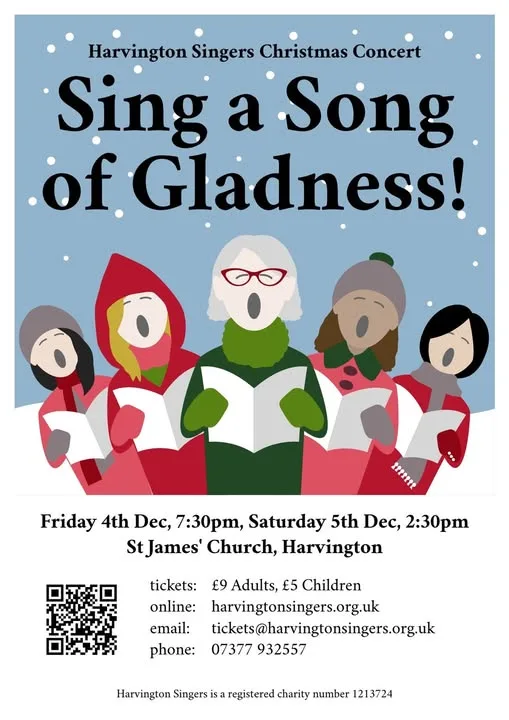 Harvington Singers Christmas Concert
Sing a Song
of Gladness!
Friday 4th Dec, 7:30pm, Saturday 5th Dec, 2:30pm
St James' Church, Harvington
tickets: £9 Adults, £5 Children
online: harvingtonsingers.org.uk
email: tickets@harvingtonsingers.org.uk
phone: 07377 932557
Harvington Singers is a registered charity number 1213724